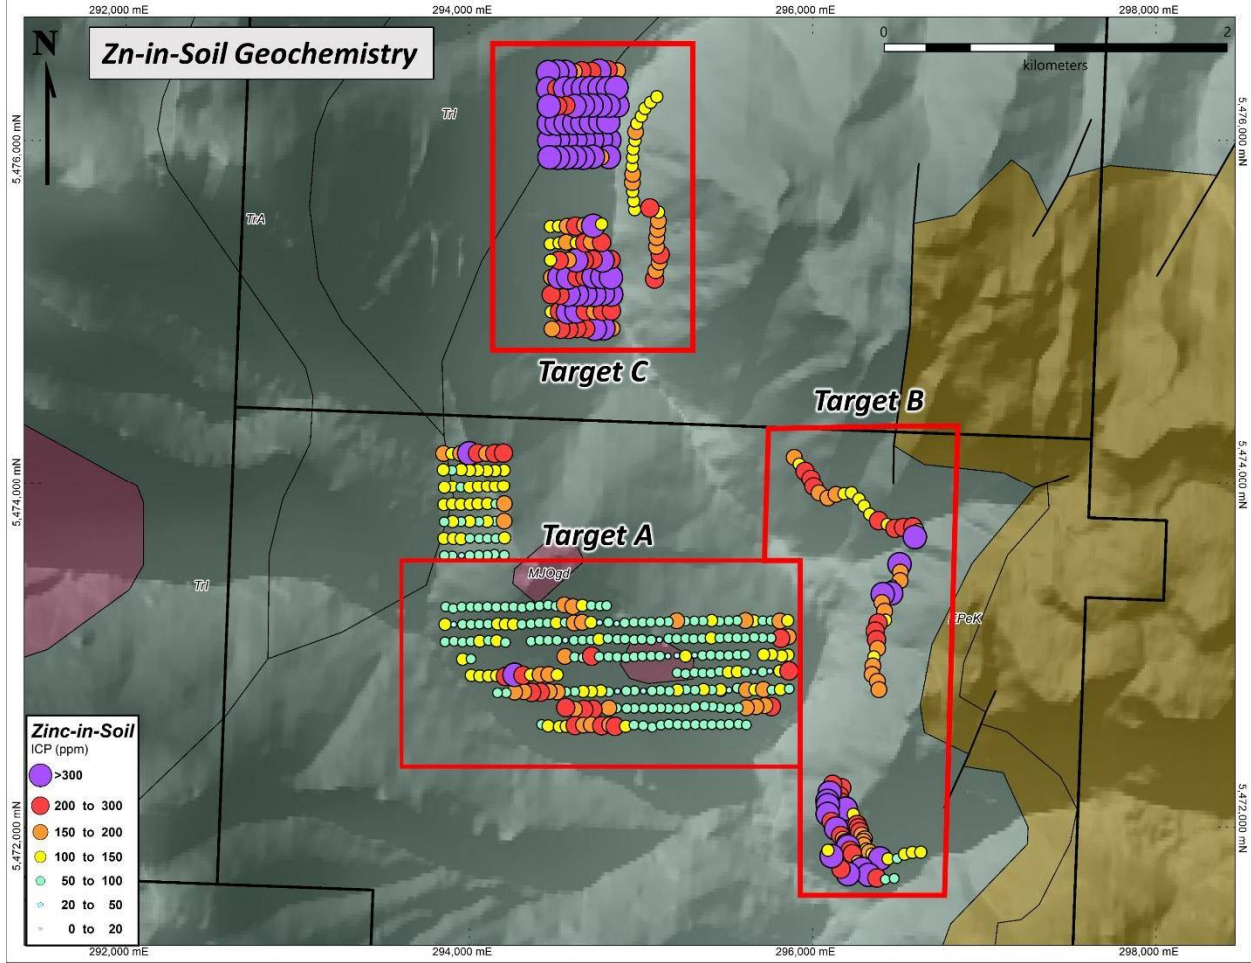 292,000 mE
294,000 mE
296,000 mE
298,000 mE
N
Zn-in-Soil Geochemistry
0
2
kilometers
TrI
5,476,000 mN
5,476,000 mN
TrA
Target C
Target B
5,474,000 mN
5,474,000 mN
Target A
MJOgd
TrI
EPeK
Zinc-in-Soil
ICP (ppm)
>300
200 to 300
150 to 200
100 to 150
50 to 100
20 to 50
0 to 20
5,472,000 mN
5,472,000 mN
292,000 mE
294,000 mE
296,000 mE
298,000 mE